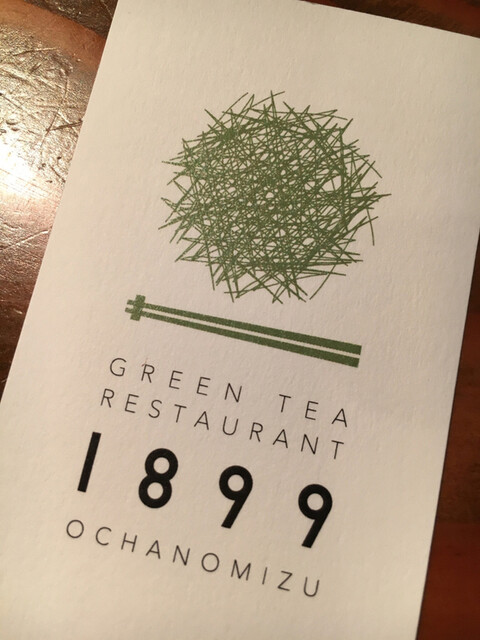 GREEN TEA
RESTAURANT
1899
OCHANOMIZU